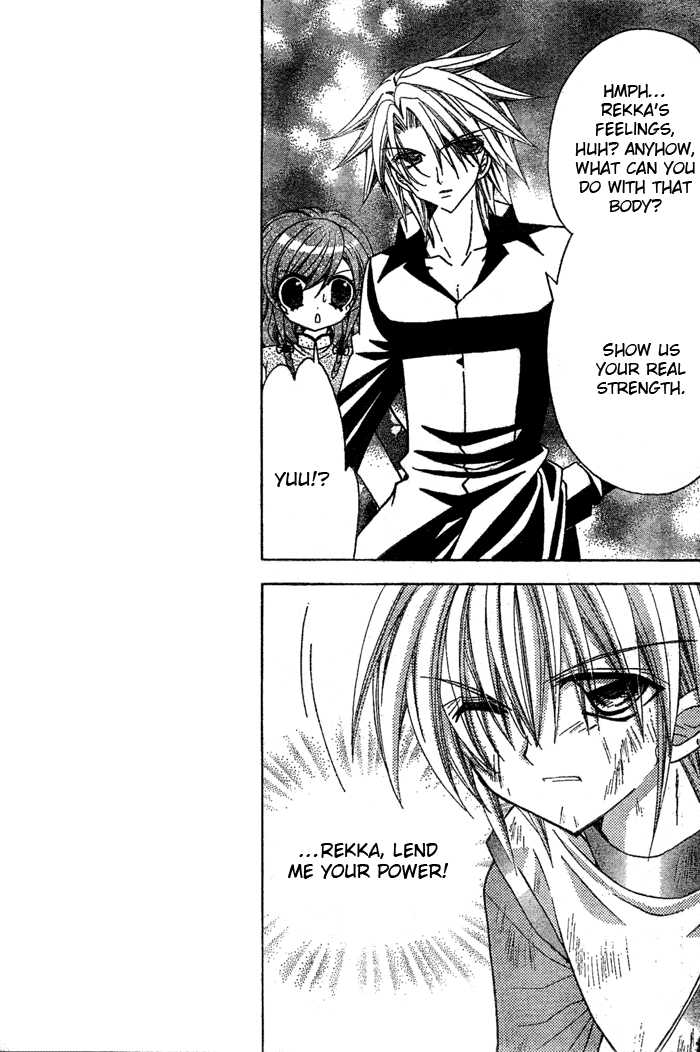 HMPH...
REKKA'S
FEELINGS,
HUH? ANYHOW,
WHAT CAN YOU
DO WITH THAT
BODY?
SHOW US
YOUR REAL
STRENGTH.
YUU!?
...REKKA, LEND
ME YOUR POWER!